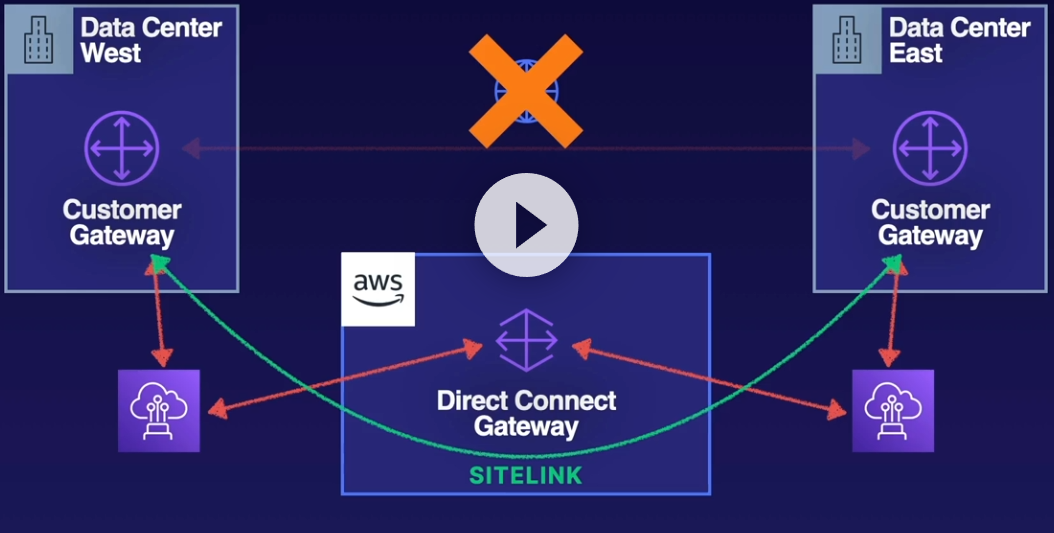 Data Center
West
Data Center
East
Customer
Gateway
Customer
Gateway
aws
Direct Connect
Gateway
SITELINK